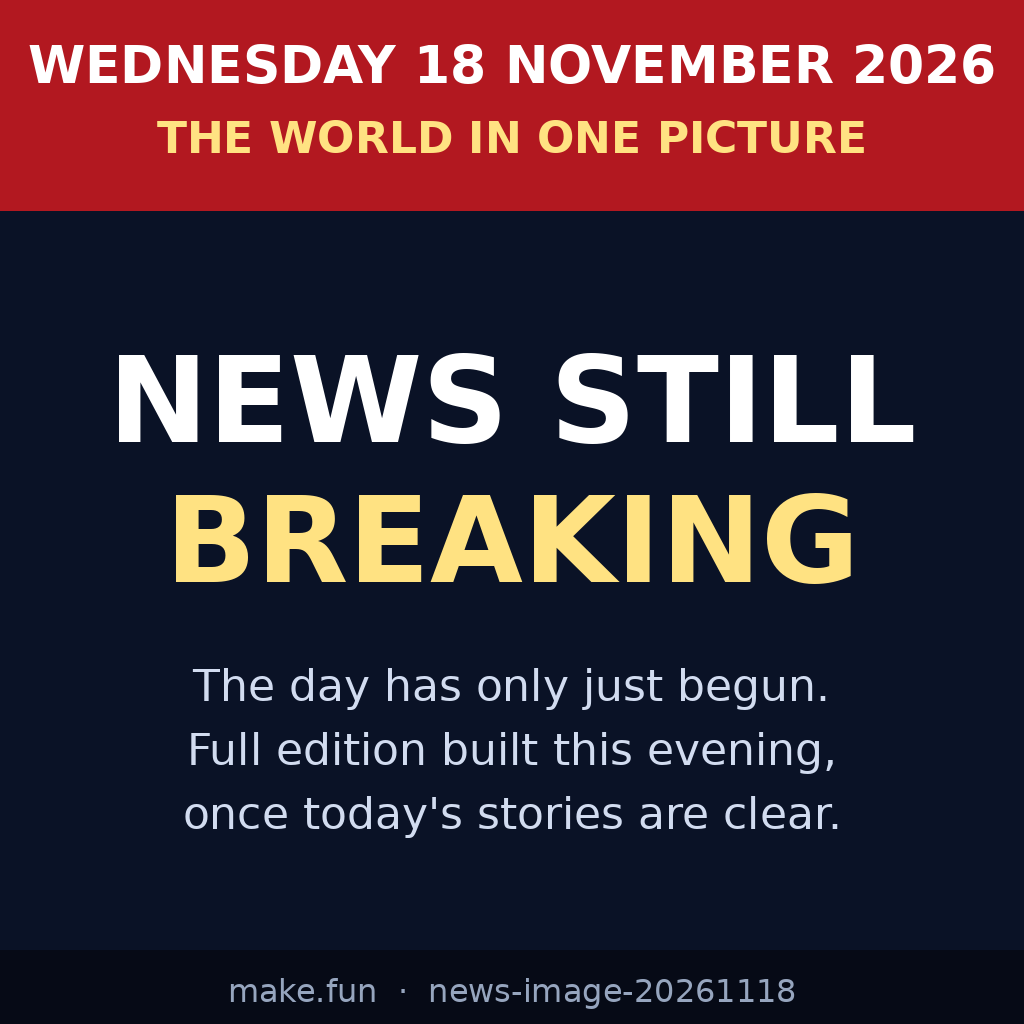 WEDNESDAY 18 NOVEMBER 2026
THE WORLD IN ONE PICTURE
NEWS STILL
BREAKING
The day has only just begun.
Full edition built this evening,
once today's stories are clear.
make.fun · news-image-20261118